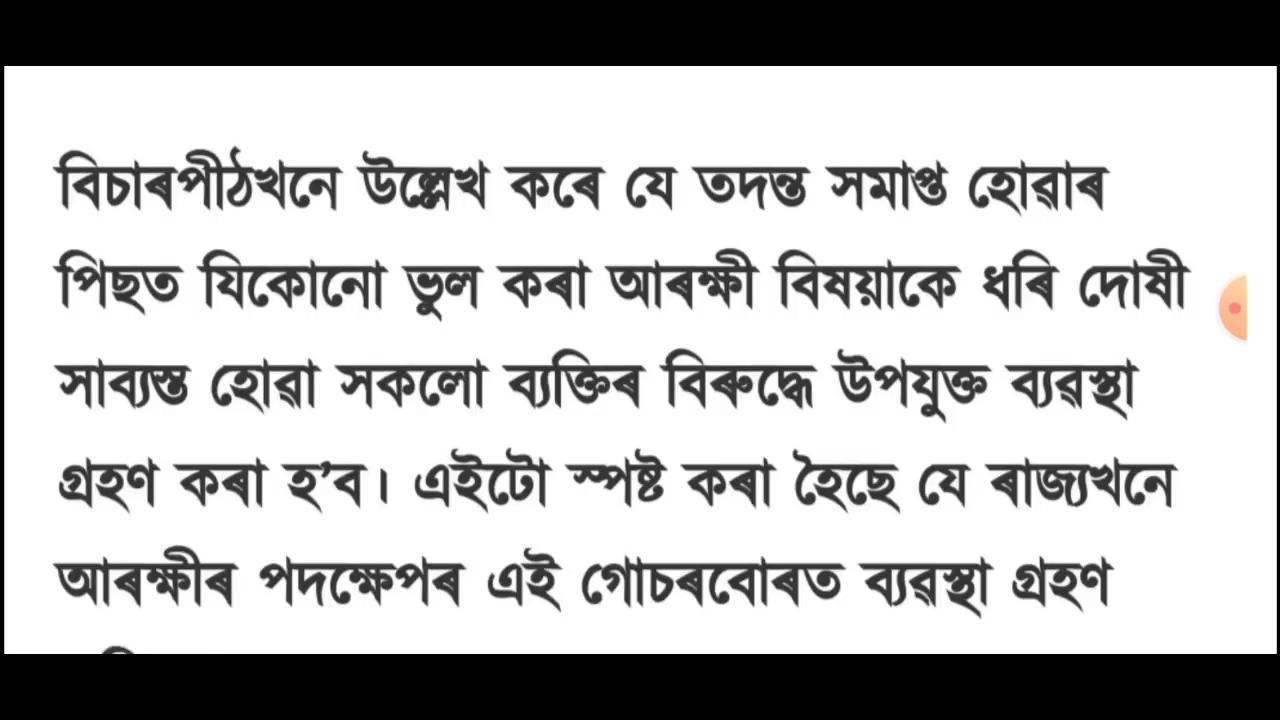 বিচাৰপীঠখনে উল্লেখ কৰে যে তদন্ত সমাপ্ত হোৱাৰ
পিছত যিকোনো ভুল কৰা আৰক্ষী বিষয়াকে ধৰি দোষী
সাব্যস্ত হোৱা সকলো ব্যক্তিৰ বিৰুদ্ধে উপযুক্ত ব্যৱস্থা
গ্ৰহণ কৰা হ’ব। এইটো স্পষ্ট কৰা হৈছে যে ৰাজ্যখনে
আৰক্ষীৰ পদক্ষেপৰ এই গোচৰবোৰত ব্যৱস্থা গ্ৰহণ